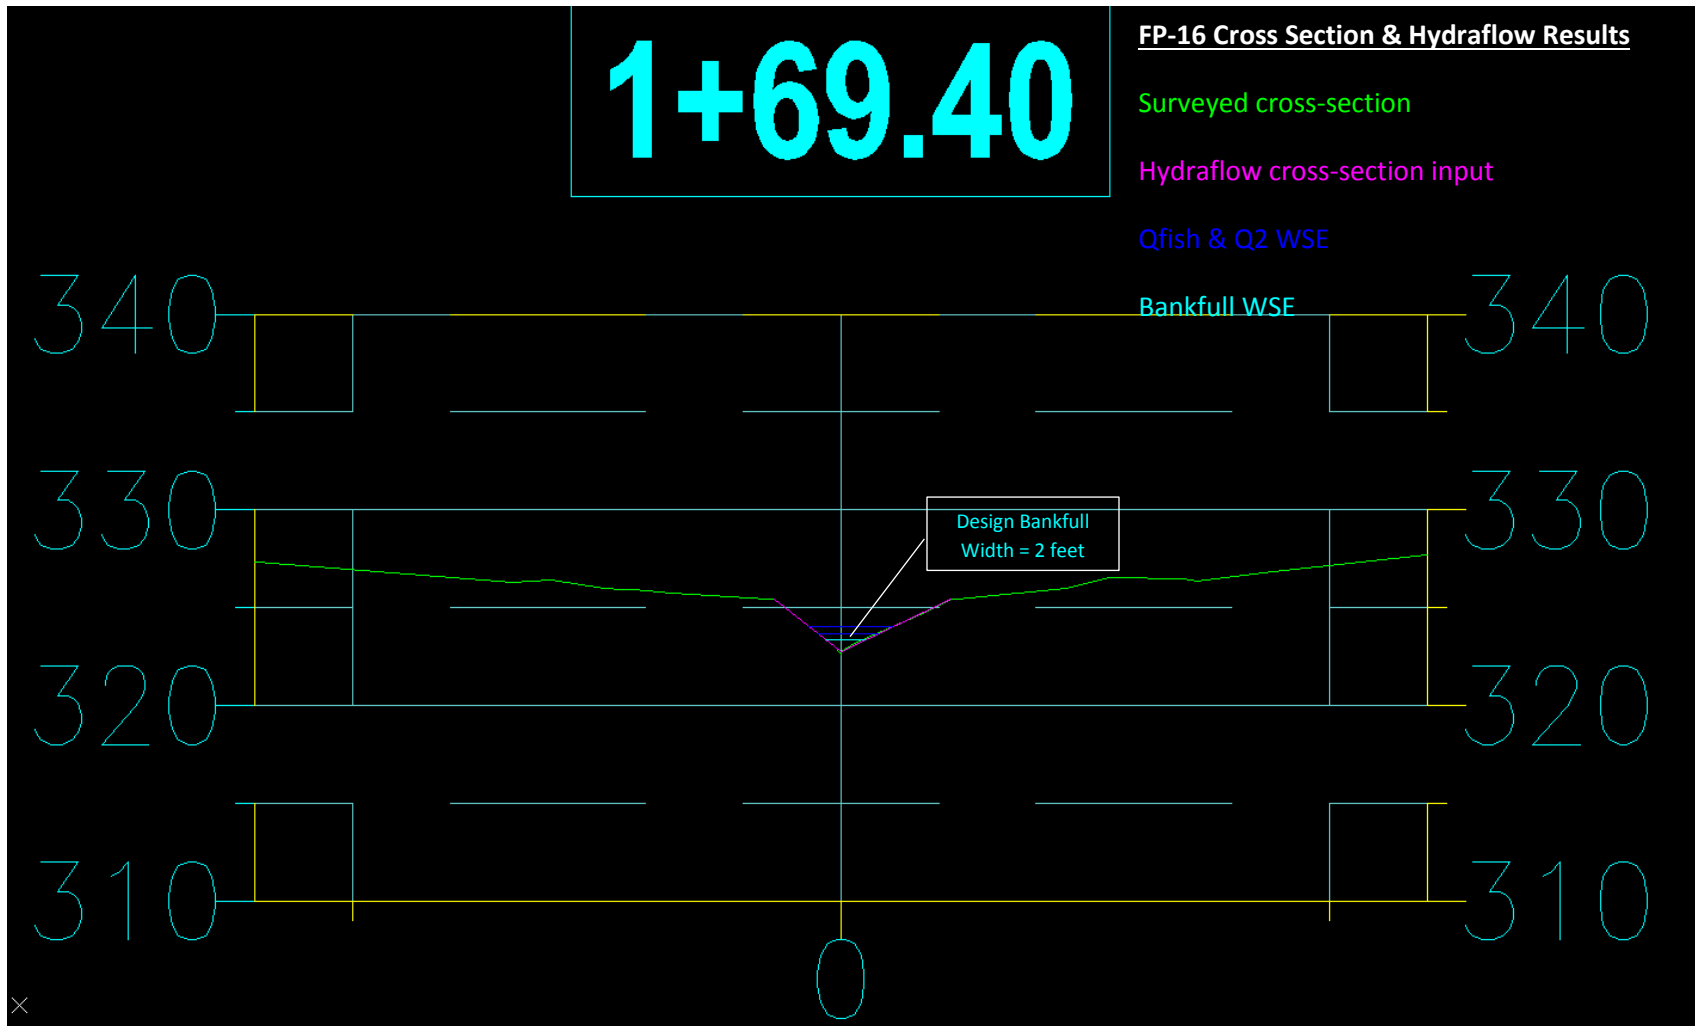 1+69.40
FP-16 Cross Section & Hydraflow Results
Surveyed cross-section
Hydraflow cross-section input
Qfish & Q2 WSE
Bankfull WSE
340
340
330
330
Design Bankfull
Width = 2 feet
320
320
310
310
0